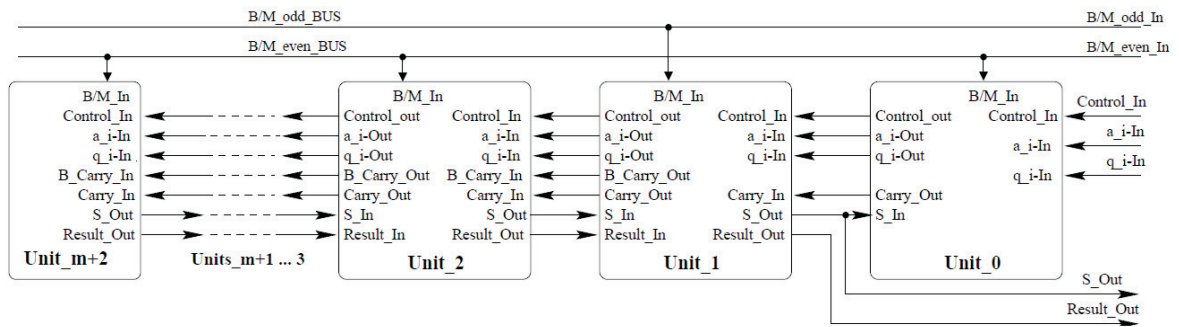 B/M_odd_BUS B/M_odd_In
B/M_even_BUS B/M_even_In
B/M_In
Control_In
a_i-In
q_i-In
B_Carry_In
Carry_In
S_Out
Result_Out
Unit_m+2
Units_m+1 ... 3
B/M_In
Control_out Control_In
a_i-Out a_i-In
q_i-Out q_i-In
B_Carry_Out B_Carry_In
Carry_Out Carry_In
S_In S_Out
Result_In Result_Out
Unit_2
B/M_In
Control_out Control_In
a_i-Out a_i-In
q_i-Out q_i-In
B_Carry_Out
Carry_Out Carry_In
S_In S_Out
Result_In Result_Out
Unit_1
B/M_In
Control_out Control_In
a_i-Out a_i-In
q_i-Out q_i-In
Carry_Out
S_In
Unit_0
Control_In
a_i-In
q_i-In
S_Out
Result_Out